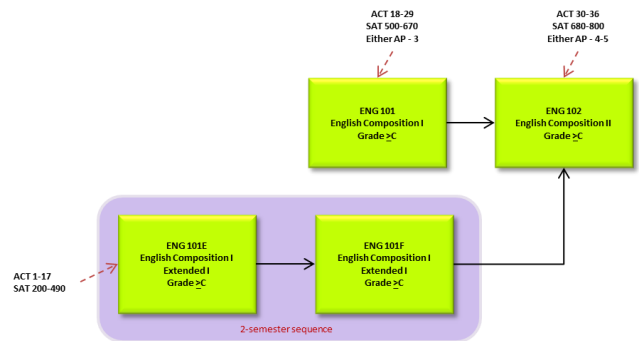 ACT 18-29
SAT 500-670
Either AP - 3
ACT 30-36
SAT 680-800
Either AP - 4-5
ENG 101
English Composition I
Grade ≥C
ENG 102
English Composition II
Grade ≥C
ENG 101E
English Composition I
Extended I
Grade ≥C
ENG 101F
English Composition I
Extended I
Grade ≥C
ACT 1-17
SAT 200-490
2-semester sequence